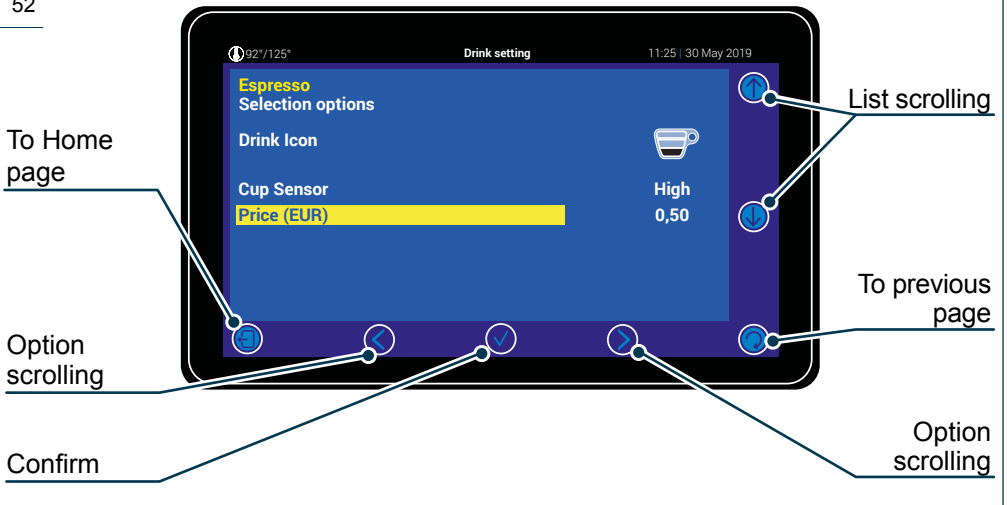 52
92°/125°
Drink setting
11:25 | 30 May 2019
Espresso
Selection options
Drink Icon
Cup Sensor
High
Price (EUR)
0,50
List scrolling
To Home
page
To previous
page
Option
scrolling
Confirm
Option
scrolling